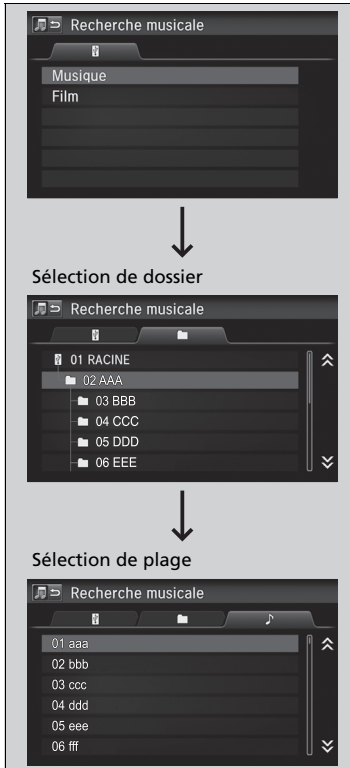 Recherche musicale
Musique
Film
Sélection de dossier
Recherche musicale
01 RACINE
02 AAA
03 BBB
04 CCC
05 DDD
06 EEE
Sélection de plage
Recherche musicale
01 aaa
02 bbb
03 ccc
04 ddd
05 eee
06 fff